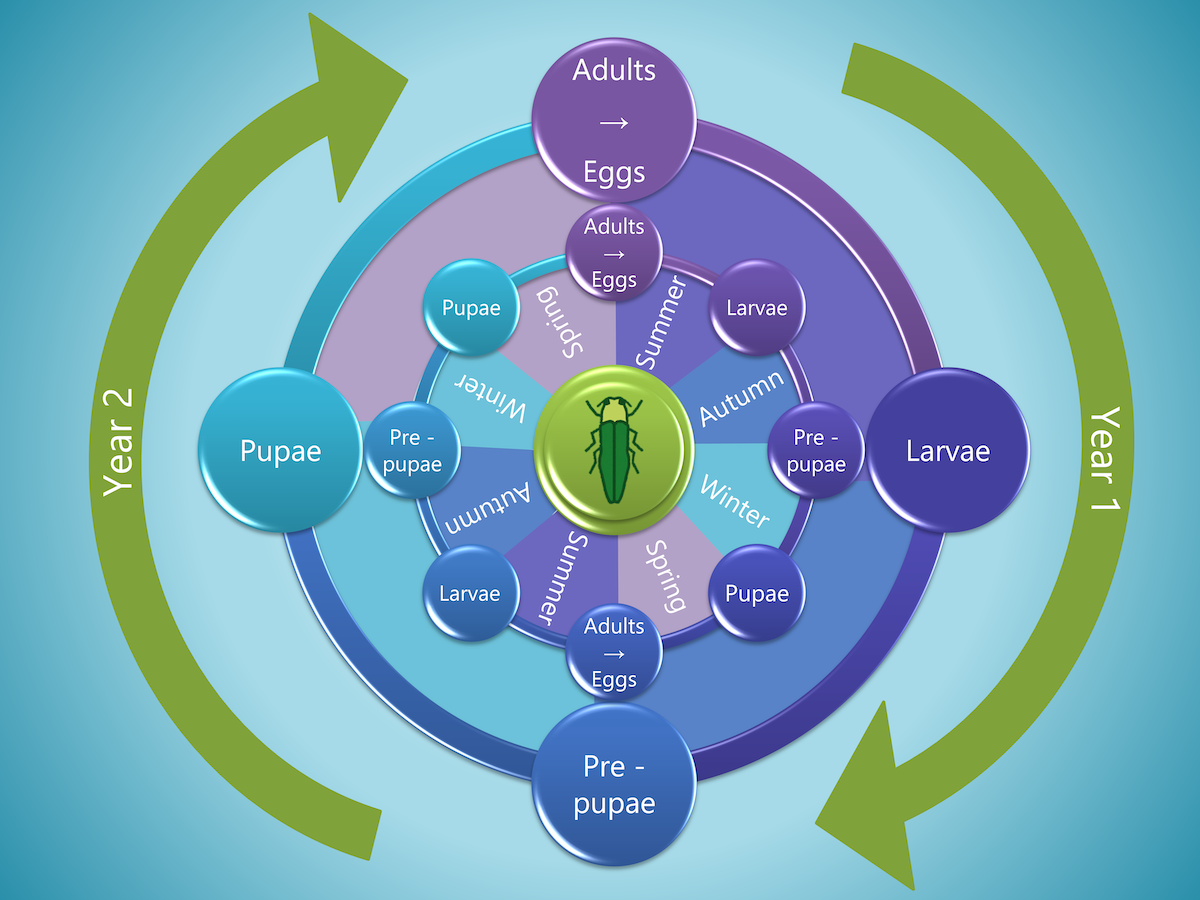 Adults
→
Eggs
Adults
→
Eggs
Pupae
Larvae
Spring
Summer
Winter
Autumn
Year 2
Year 1
Pupae
Pre -
pupae
Pre -
pupae
Larvae
Autumn
Winter
Summer
Spring
Larvae
Pupae
Adults
→
Eggs
Pre -
pupae